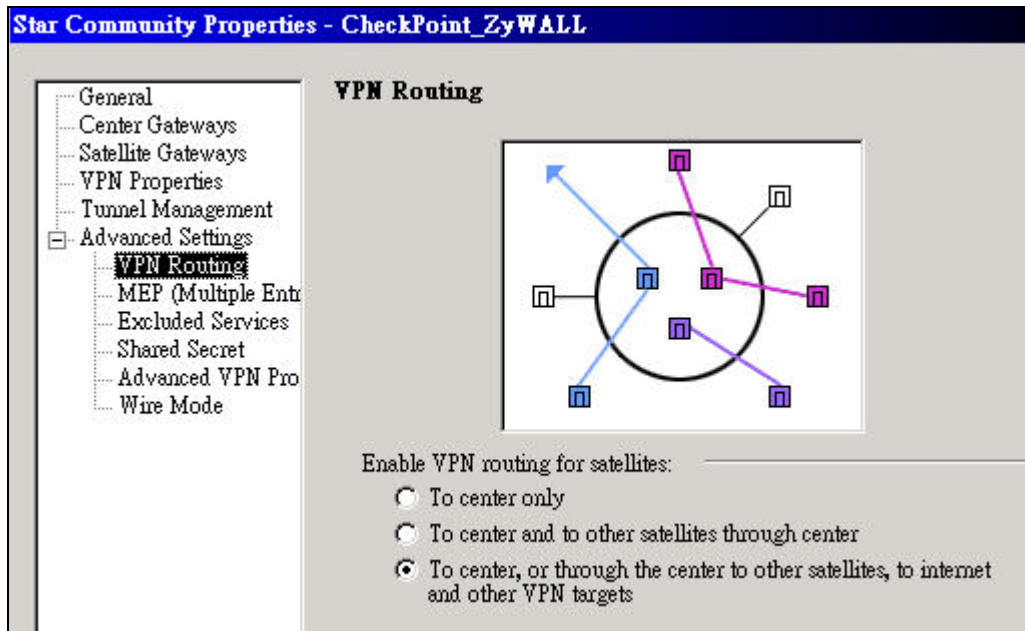 Star Community Properties - CheckPoint_ZyWALL
General
Center Gateways
Satellite Gateways
VPN Properties
Tunnel Management
Advanced Settings
VPN Routing
MEP (Multiple Entr
Excluded Services
Shared Secret
Advanced VPN Pro
Wire Mode
VPN Routing
Enable VPN routing for satellites:
To center only
To center and to other satellites through center
To center, or through the center to other satellites, to internet
and other VPN targets